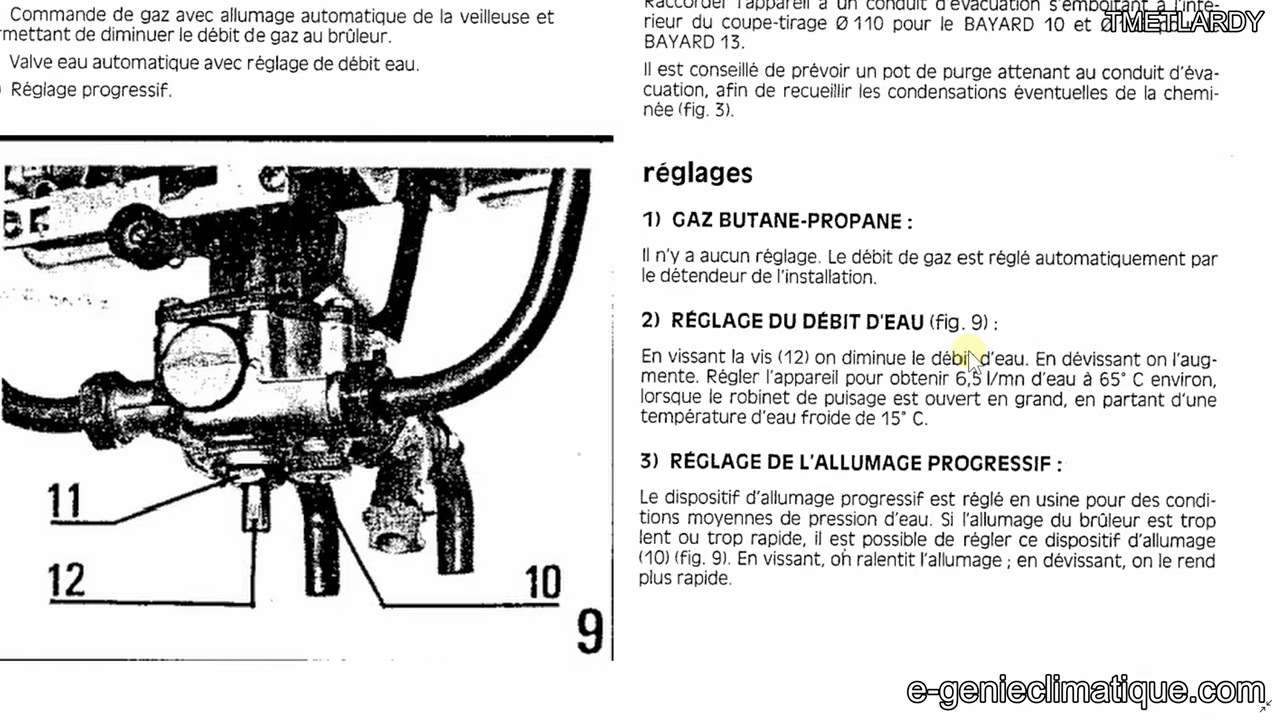 Commande de gaz avec allumage automatique de la veilleuse et
rmettant de diminuer le débit de gaz au brûleur.
Valve eau automatique avec réglage de débit eau.
Réglage progressif.
11
12
10
9
Raccorder l'appareil à un conduit d'évacuation s'emboîtant à l'inté-
rieur du coupe-tirage Ø 110 pour le BAYARD 10 et
TMETLARDY
BAYARD 13.
Il est conseillé de prévoir un pot de purge attenant au conduit d'éva-
cuation, afin de recueillir les condensations éventuelles de la chemi-
née (fig. 3).
réglages
1) GAZ BUTANE-PROPANE :
Il n'y a aucun réglage. Le débit de gaz est réglé automatiquement par
le détendeur de l'installation.
2) RÉGLAGE DU DÉBIT D'EAU (fig. 9) :
En vissant la vis (12) on diminue le débit d'eau. En dévissant on l'aug-
mente. Régler l'appareil pour obtenir 6,5 l/mn d'eau à 65° C environ,
lorsque le robinet de puisage est ouvert en grand, en partant d'une
température d'eau froide de 15° C.
3) RÉGLAGE DE L'ALLUMAGE PROGRESSIF :
Le dispositif d'allumage progressif est réglé en usine pour des condi-
tions moyennes de pression d'eau. Si l'allumage du brûleur est trop
lent ou trop rapide, il est possible de régler ce dispositif d'allumage
(10) (fig. 9). En vissant, on ralentit l'allumage ; en dévissant, on le rend
plus rapide.
e-genieclimatique.com